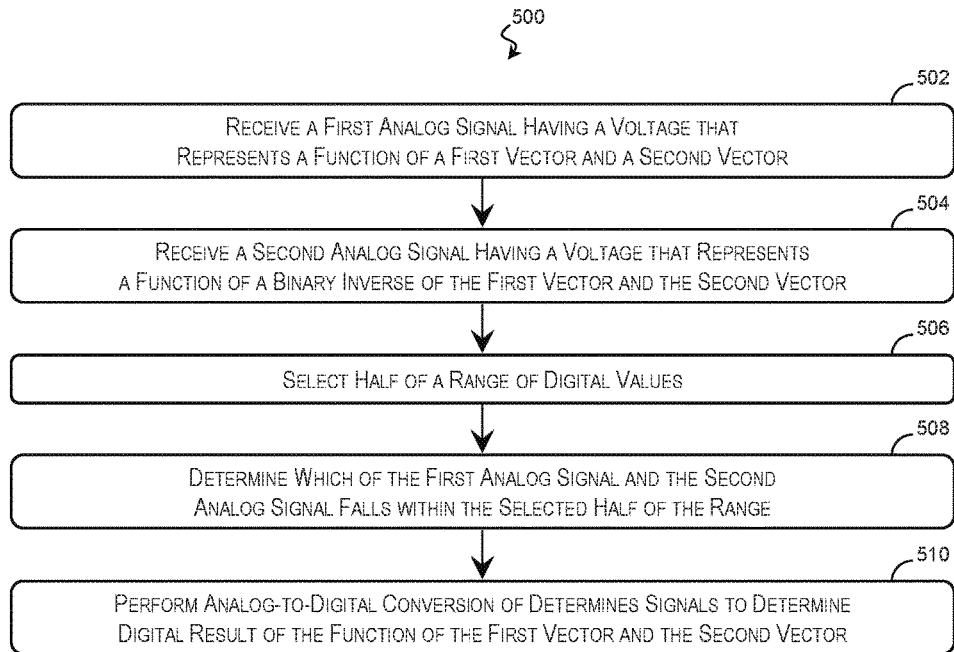 500
502
RECEIVE A FIRST ANALOG SIGNAL HAVING A VOLTAGE THAT
REPRESENTS A FUNCTION OF A FIRST VECTOR AND A SECOND VECTOR
504
RECEIVE A SECOND ANALOG SIGNAL HAVING A VOLTAGE THAT REPRESENTS
A FUNCTION OF A BINARY INVERSE OF THE FIRST VECTOR AND THE SECOND VECTOR
506
SELECT HALF OF A RANGE OF DIGITAL VALUES
508
DETERMINE WHICH OF THE FIRST ANALOG SIGNAL AND THE SECOND
ANALOG SIGNAL FALLS WITHIN THE SELECTED HALF OF THE RANGE
510
PERFORM ANALOG-TO-DIGITAL CONVERSION OF DETERMINES SIGNALS TO DETERMINE
DIGITAL RESULT OF THE FUNCTION OF THE FIRST VECTOR AND THE SECOND VECTOR